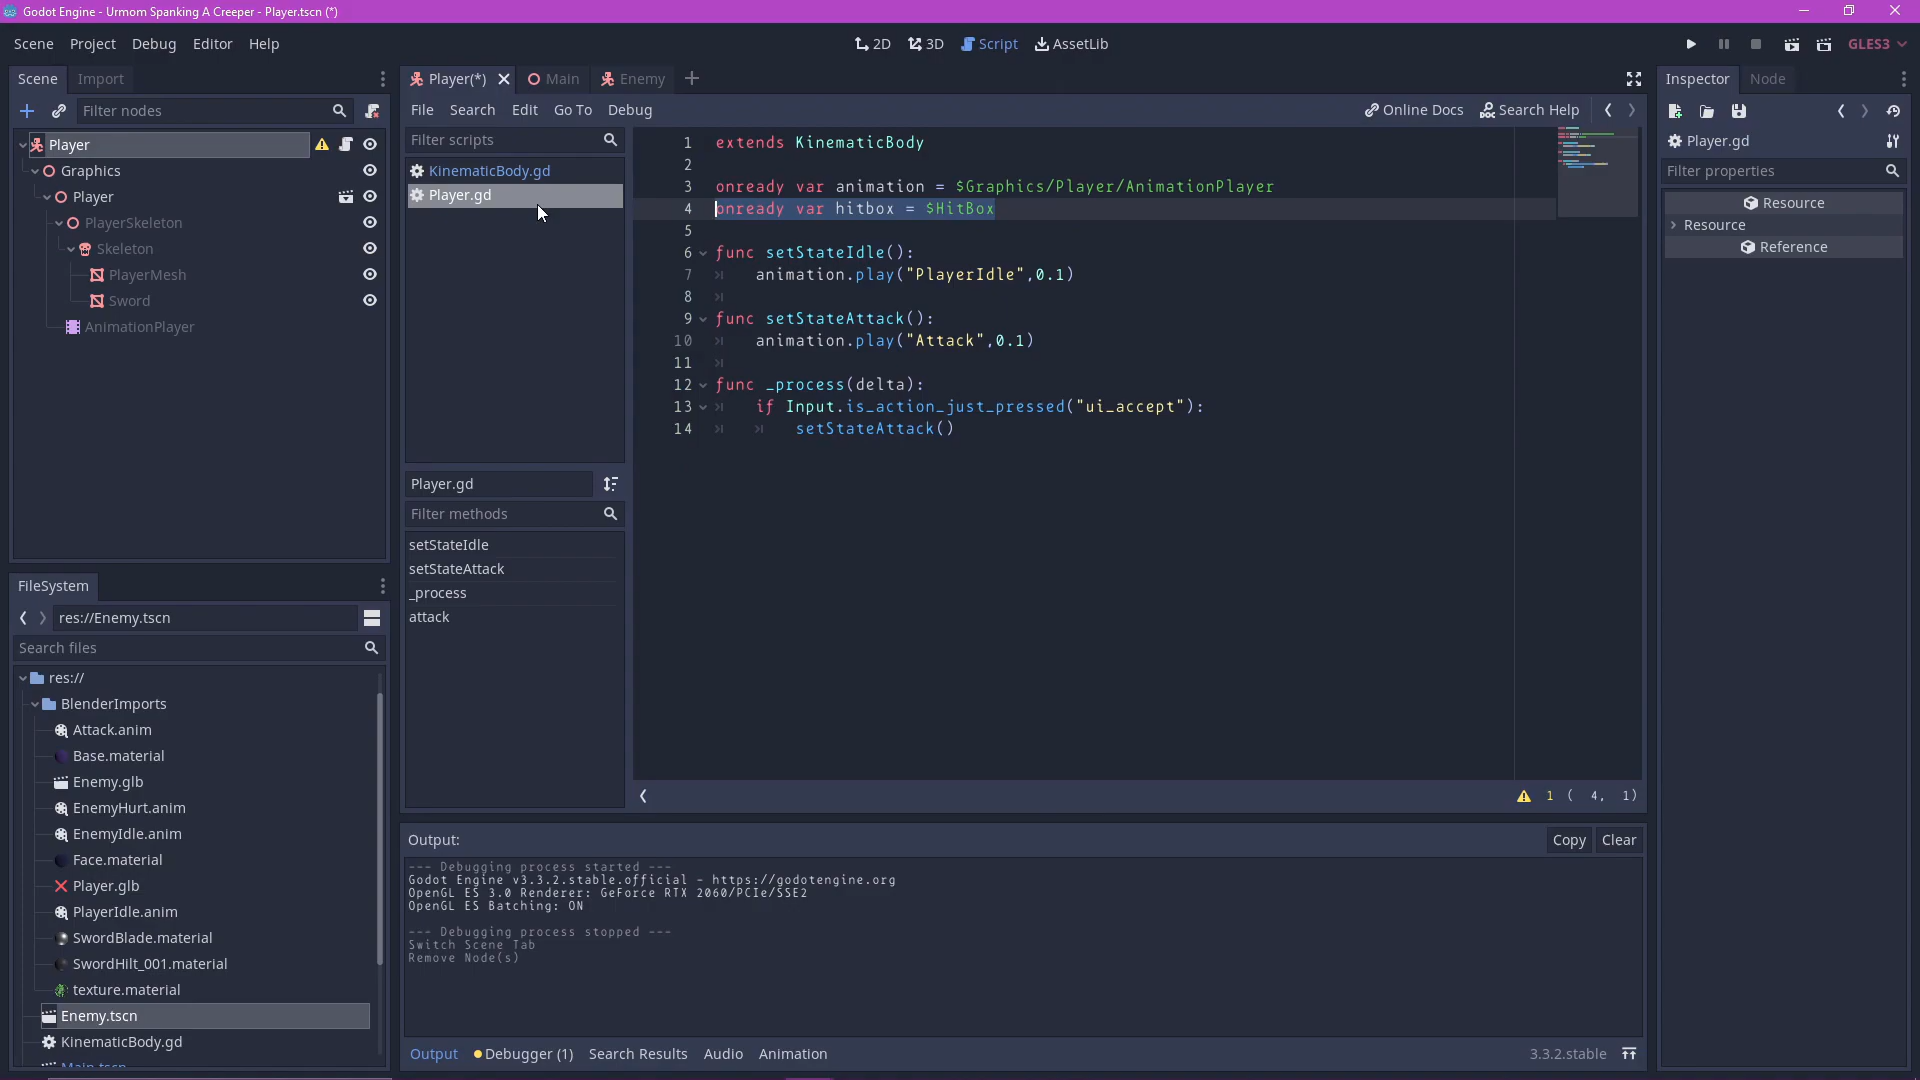 Godot Engine - Urmom Spanking A Creeper - Player.tscn (*)
Scene Project Debug Editor Help
2D 3D Script AssetLib
GLES3
Scene Import
Filter nodes
Player
Graphics
Player
PlayerSkeleton
Skeleton
PlayerMesh
Sword
AnimationPlayer
FileSystem
res://Enemy.tscn
Search files
res://
BlenderImports
Attack.anim
Base.material
Enemy.glb
EnemyHurt.anim
EnemyIdle.anim
Face.material
Player.glb
PlayerIdle.anim
SwordBlade.material
SwordHilt_001.material
texture.material
Enemy.tscn
KinematicBody.gd
Main.tscn
Player(*) Main Enemy
File Search Edit Go To Debug
Online Docs Search Help
Filter scripts
KinematicBody.gd
Player.gd
Player.gd
Filter methods
setStateIdle
setStateAttack
_process
attack
1 extends KinematicBody
2
3 onready var animation = $Graphics/Player/AnimationPlayer
4 onready var hitbox = $HitBox
5
6 func setStateIdle():
7 animation.play("PlayerIdle",0.1)
8
9 func setStateAttack():
10 animation.play("Attack",0.1)
11
12 func _process(delta):
13 if Input.is_action_just_pressed("ui_accept"):
14 setStateAttack()
1 ( 4, 1)
Output:
Copy Clear
--- Debugging process started ---
Godot Engine v3.3.2.stable.official - https://godotengine.org
OpenGL ES 3.0 Renderer: GeForce RTX 2060/PCIe/SSE2
OpenGL ES Batching: ON
--- Debugging process stopped ---
Switch Scene Tab
Remove Node(s)
Output Debugger (1) Search Results Audio Animation
3.3.2.stable
Inspector Node
Player.gd
Filter properties
Resource
Resource
Reference